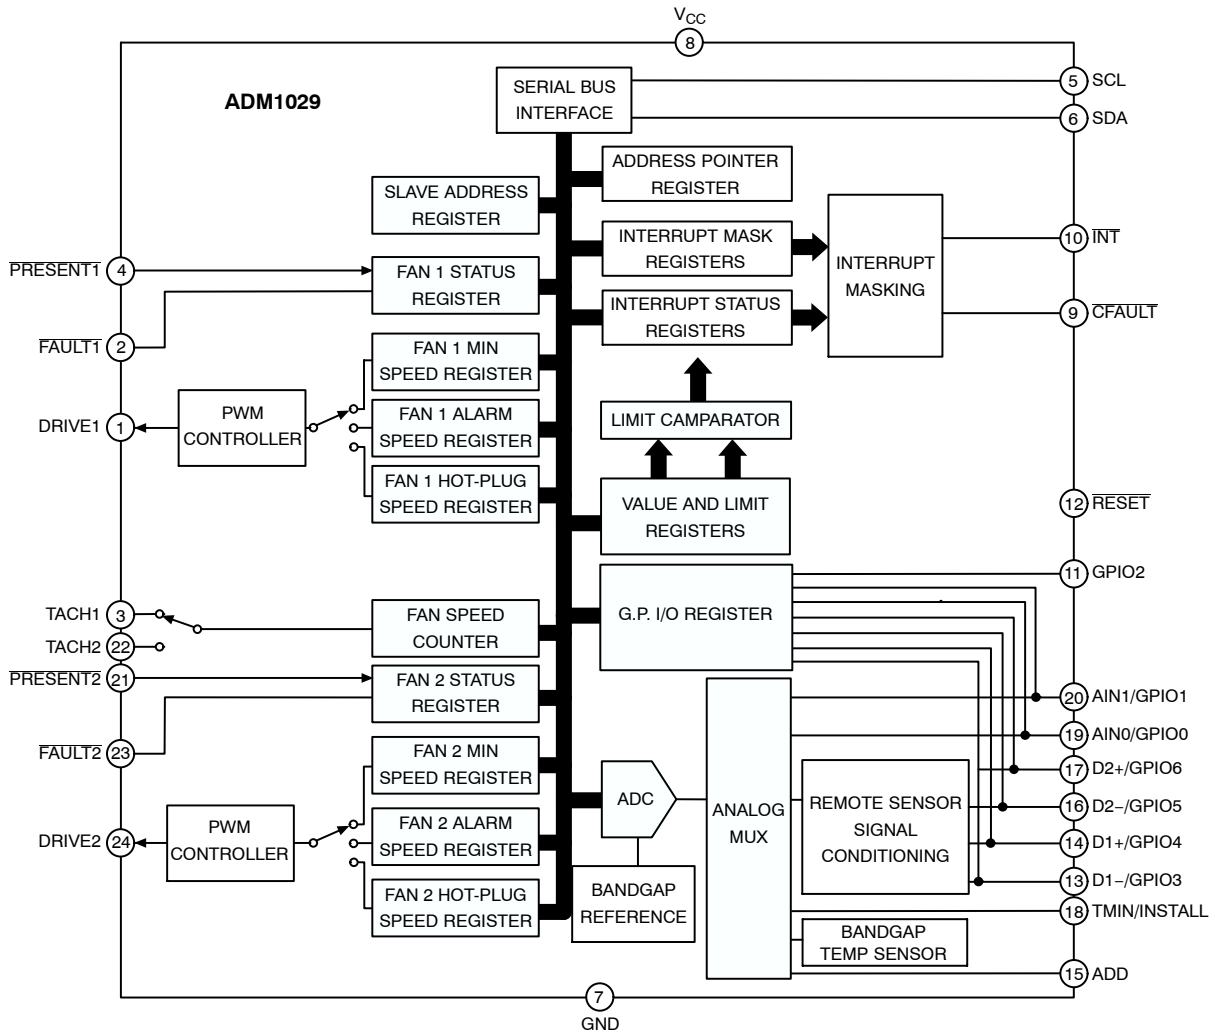 VCC
8
ADM1029
SERIAL BUS
INTERFACE
5 SCL
6 SDA
ADDRESS POINTER
REGISTER
SLAVE ADDRESS
REGISTER
INTERRUPT MASK
REGISTERS
INTERRUPT
MASKING
10 INT
9 CFAULT
PRESENT1 4
FAN 1 STATUS
REGISTER
INTERRUPT STATUS
REGISTERS
FAULT1 2
FAN 1 MIN
SPEED REGISTER
DRIVE1 1
PWM
CONTROLLER
FAN 1 ALARM
SPEED REGISTER
LIMIT CAMPARATOR
FAN 1 HOT-PLUG
SPEED REGISTER
VALUE AND LIMIT
REGISTERS
12 RESET
11 GPIO2
G.P. I/O REGISTER
TACH1 3
TACH2 22
FAN SPEED
COUNTER
PRESENT2 21
FAN 2 STATUS
REGISTER
FAULT2 23
FAN 2 MIN
SPEED REGISTER
DRIVE2 24
PWM
CONTROLLER
FAN 2 ALARM
SPEED REGISTER
FAN 2 HOT-PLUG
SPEED REGISTER
ADC
BANDGAP
REFERENCE
ANALOG
MUX
REMOTE SENSOR
SIGNAL
CONDITIONING
BANDGAP
TEMP SENSOR
20 AIN1/GPIO1
19 AIN0/GPIO0
17 D2+/GPIO6
16 D2−/GPIO5
14 D1+/GPIO4
13 D1−/GPIO3
18 TMIN/INSTALL
15 ADD
7
GND